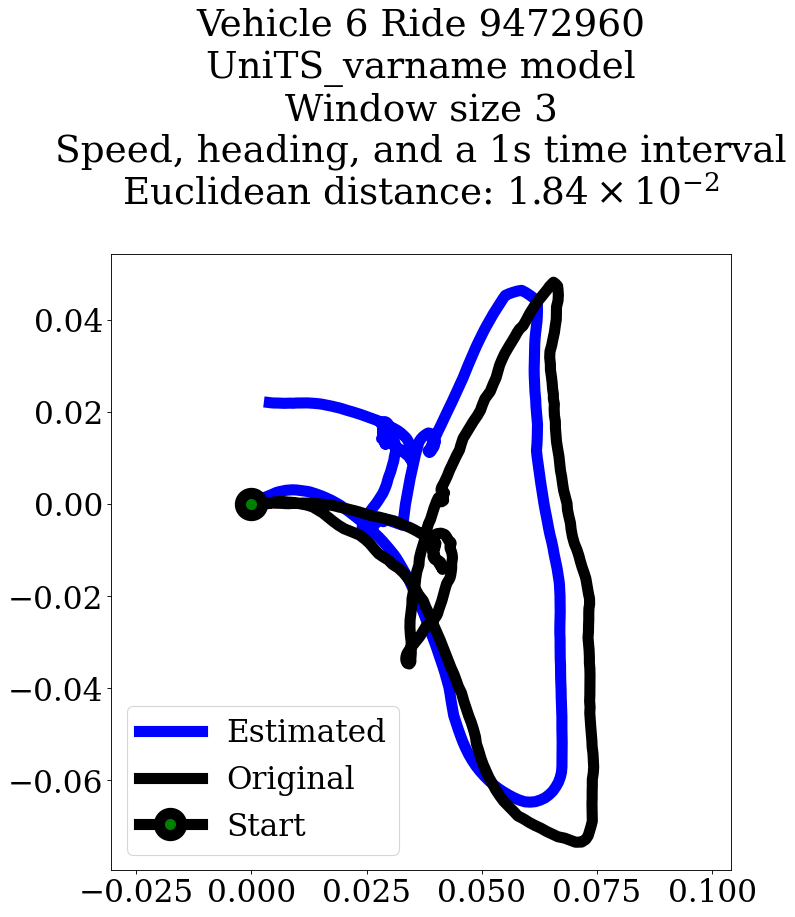 Vehicle 6 Ride 9472960
UniTS_varname model
Window size 3
Speed, heading, and a 1s time interval
Euclidean distance: 1.84 × 10⁻²
0.04
0.02
0.00
−0.02
−0.04
−0.06
Estimated
Original
Start
−0.025 0.000 0.025 0.050 0.075 0.100